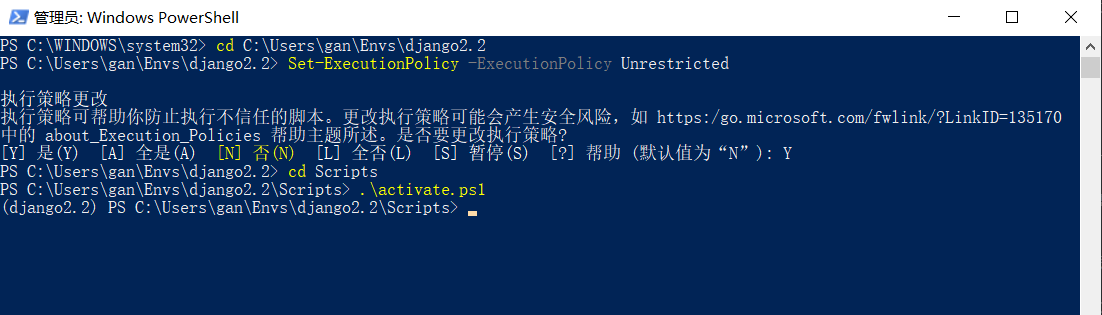 管理员: Windows PowerShell
PS C:\WINDOWS\system32> cd C:\Users\gan\Envs\django2.2
PS C:\Users\gan\Envs\django2.2> Set-ExecutionPolicy -ExecutionPolicy Unrestricted
执行策略更改
执行策略可帮助你防止执行不信任的脚本。更改执行策略可能会产生安全风险，如 https:/go.microsoft.com/fwlink/?LinkID=135170
中的 about_Execution_Policies 帮助主题所述。是否要更改执行策略?
[Y] 是(Y)  [A] 全是(A)  [N] 否(N)  [L] 全否(L)  [S] 暂停(S)  [?] 帮助 (默认值为“N”): Y
PS C:\Users\gan\Envs\django2.2> cd Scripts
PS C:\Users\gan\Envs\django2.2\Scripts> .\activate.ps1
(django2.2) PS C:\Users\gan\Envs\django2.2\Scripts>